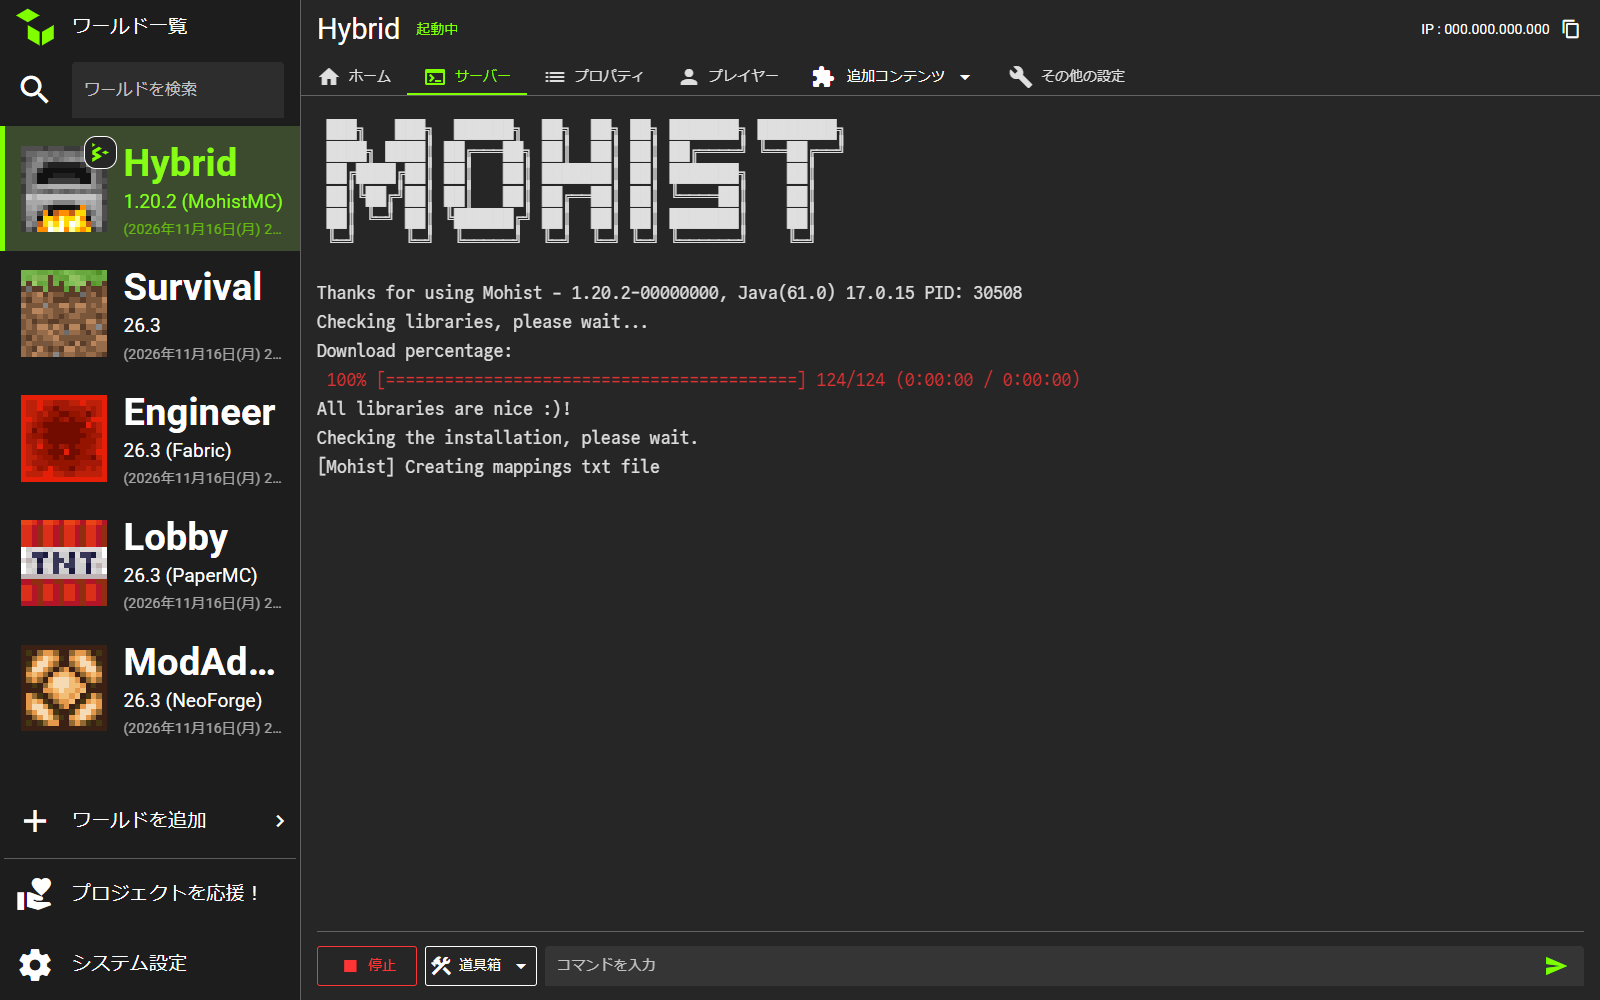 ワールド一覧
ワールドを検索
Hybrid
1.20.2 (MohistMC)
(2026年11月16日(月) 2...
Survival
26.3
(2026年11月16日(月) 2...
Engineer
26.3 (Fabric)
(2026年11月16日(月) 2...
TNT
Lobby
26.3 (PaperMC)
(2026年11月16日(月) 2...
ModAd...
26.3 (NeoForge)
(2026年11月16日(月) 2...
ワールドを追加
プロジェクトを応援！
システム設定
Hybrid 起動中
IP : 000.000.000.000
ホーム サーバー プロパティ プレイヤー 追加コンテンツ その他の設定
MOHIST
Thanks for using Mohist - 1.20.2-00000000, Java(61.0) 17.0.15 PID: 30508
Checking libraries, please wait...
Download percentage:
100% [==========================================] 124/124 (0:00:00 / 0:00:00)
All libraries are nice :)!
Checking the installation, please wait.
[Mohist] Creating mappings txt file
停止 道具箱 コマンドを入力